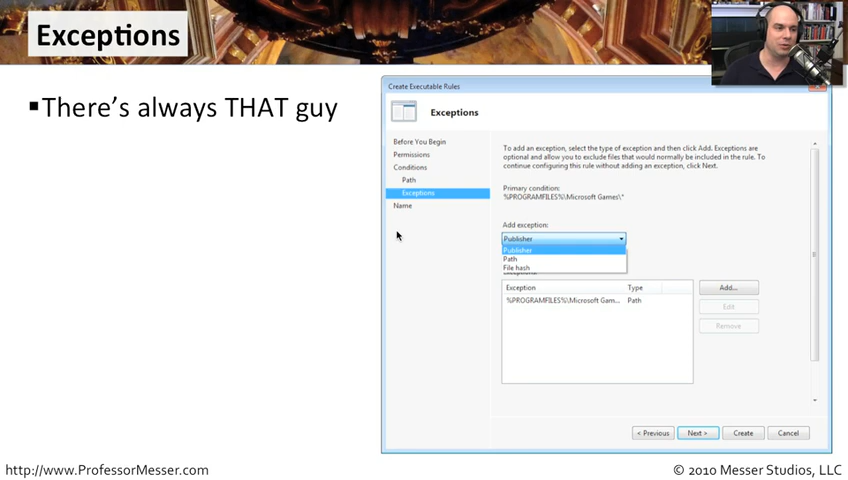 Exceptions
▪There's always THAT guy
Create Executable Rules
Exceptions
Before You Begin
Permissions
Conditions
Path
Exceptions
Name
To add an exception, select the type of exception and then click Add. Exceptions are
optional and allow you to exclude files that would normally be included in the rule. To
continue configuring this rule without adding an exception, click Next.
Primary condition:
%PROGRAMFILES%\Microsoft Games\*
Add exception:
Publisher
Publisher
Path
File hash
Exception Type
%PROGRAMFILES%\Microsoft Gam... Path
Add...
Edit
Remove
< Previous Next > Create Cancel
http://www.ProfessorMesser.com
© 2010 Messer Studios, LLC